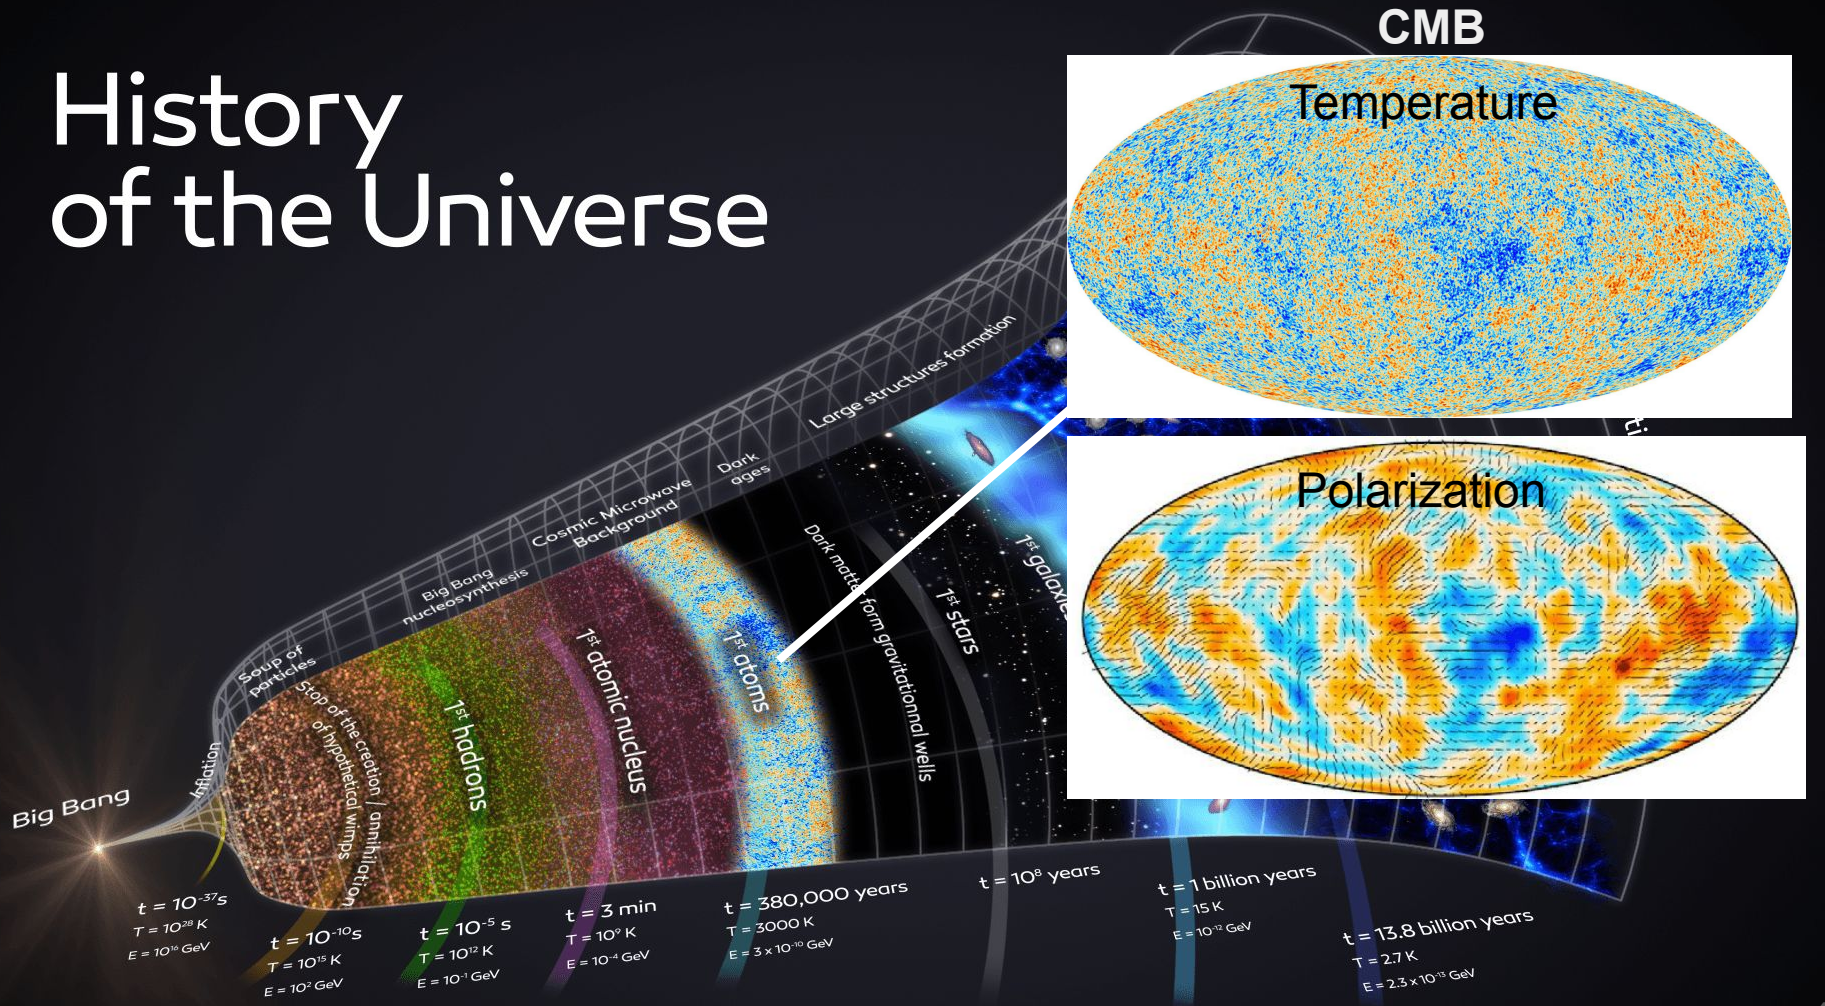 History
of the Universe
CMB
Temperature
Polarization
Large structures formation
Dark
ages
Cosmic Microwave
Background
Big Bang
nucleosynthesis
Soup of
particles
Inflation
Big Bang
Stop of the creation / annihilation
of hypothetical wimps
1st hadrons
1st atomic nucleus
1st atoms
Dark matter form gravitationnal wells
1st stars
1st galaxies
ti
t = 10⁻³⁷s
T = 10²⁸ K
E = 10¹⁶ GeV
t = 10⁻¹⁰s
T = 10¹⁵ K
E = 10² GeV
t = 10⁻⁵ s
T = 10¹² K
E = 10⁻¹ GeV
t = 3 min
T = 10⁹ K
E = 10⁻⁴ GeV
t = 380,000 years
T = 3000 K
E = 3 x 10⁻¹⁰ GeV
t = 10⁸ years
t = 1 billion years
T = 15 K
E = 10⁻¹² GeV
t = 13.8 billion years
T = 2.7 K
E = 2.3 x 10⁻¹³ GeV